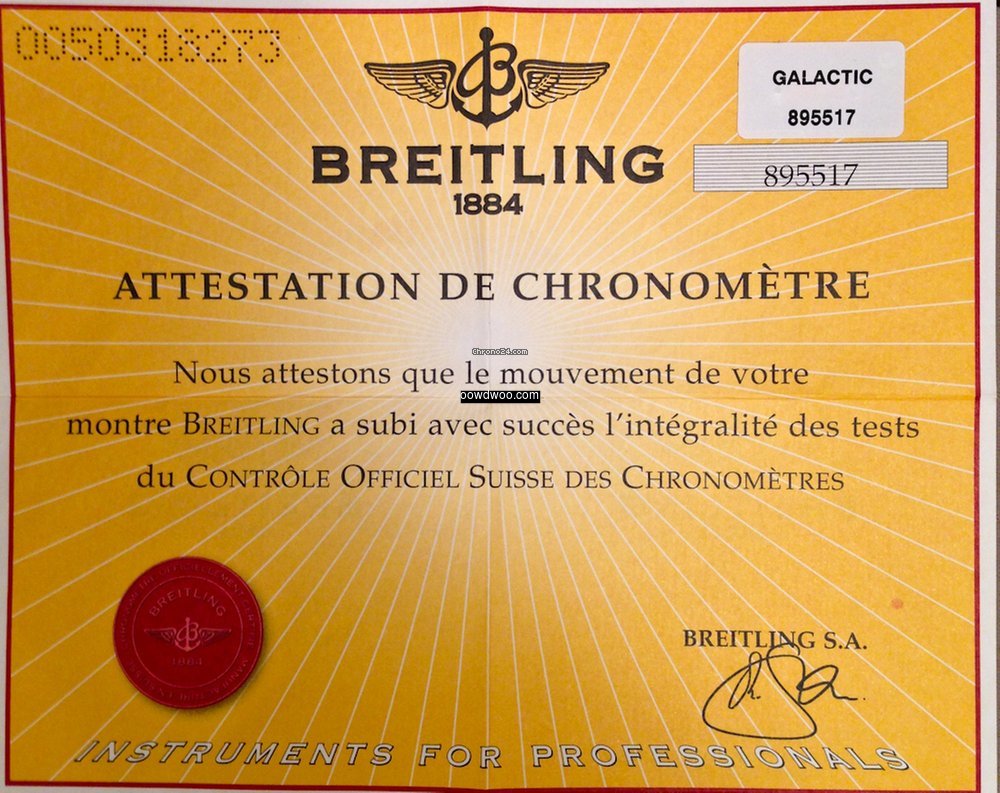 0050316273
GALACTIC
895517
BREITLING
1884
895517
ATTESTATION DE CHRONOMÈTRE
Chrono24.com
Nous attestons que le mouvement de votre
oowdwoo.com
montre BREITLING a subi avec succès l'intégralité des tests
du CONTRÔLE OFFICIEL SUISSE DES CHRONOMÈTRES
BREITLING
1884
BREITLING S.A.
INSTRUMENTS FOR PROFESSIONALS